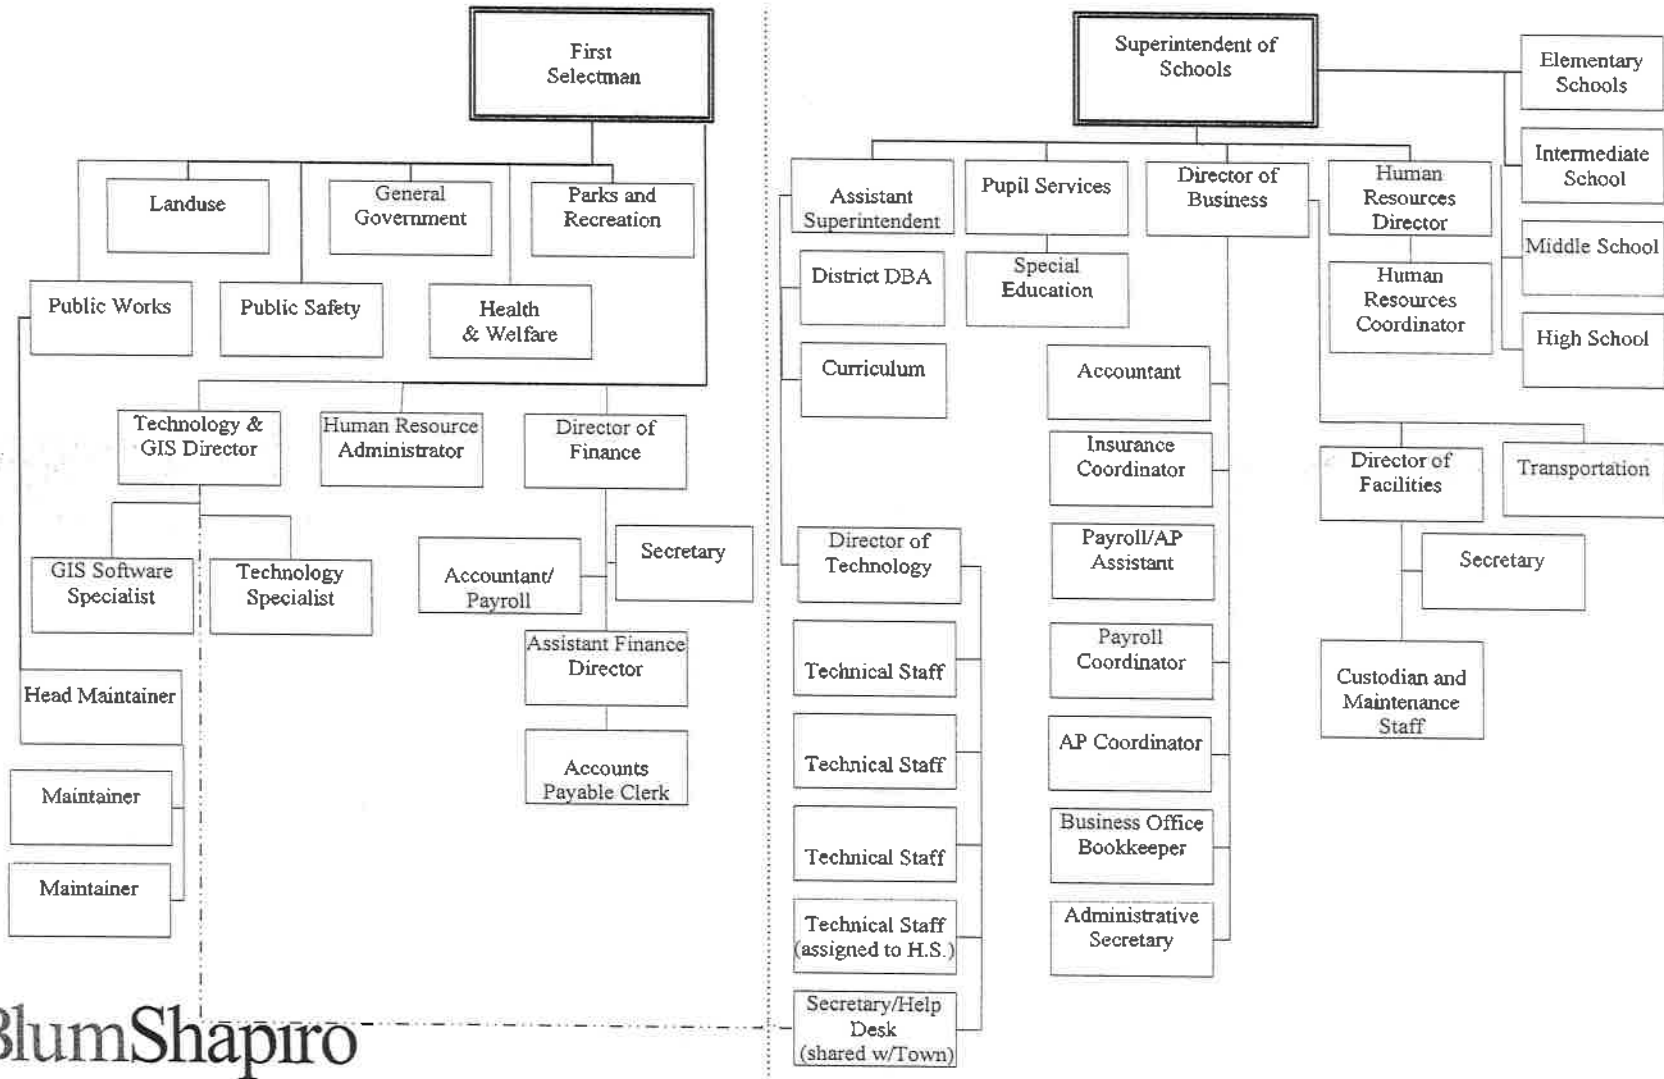 First
Selectman
Landuse
General
Government
Parks and
Recreation
Public Works
Public Safety
Health
& Welfare
Technology &
GIS Director
Human Resource
Administrator
Director of
Finance
GIS Software
Specialist
Technology
Specialist
Accountant/
Payroll
Secretary
Assistant Finance
Director
Accounts
Payable Clerk
Head Maintainer
Maintainer
Maintainer
Superintendent of
Schools
Elementary
Schools
Intermediate
School
Middle School
High School
Assistant
Superintendent
Pupil Services
Director of
Business
Human
Resources
Director
District DBA
Special
Education
Human
Resources
Coordinator
Curriculum
Director of
Technology
Technical Staff
Technical Staff
Technical Staff
Technical Staff
(assigned to H.S.)
Secretary/Help
Desk
(shared w/Town)
Accountant
Insurance
Coordinator
Payroll/AP
Assistant
Payroll
Coordinator
AP Coordinator
Business Office
Bookkeeper
Administrative
Secretary
Director of
Facilities
Transportation
Secretary
Custodian and
Maintenance
Staff
BlumShapiro